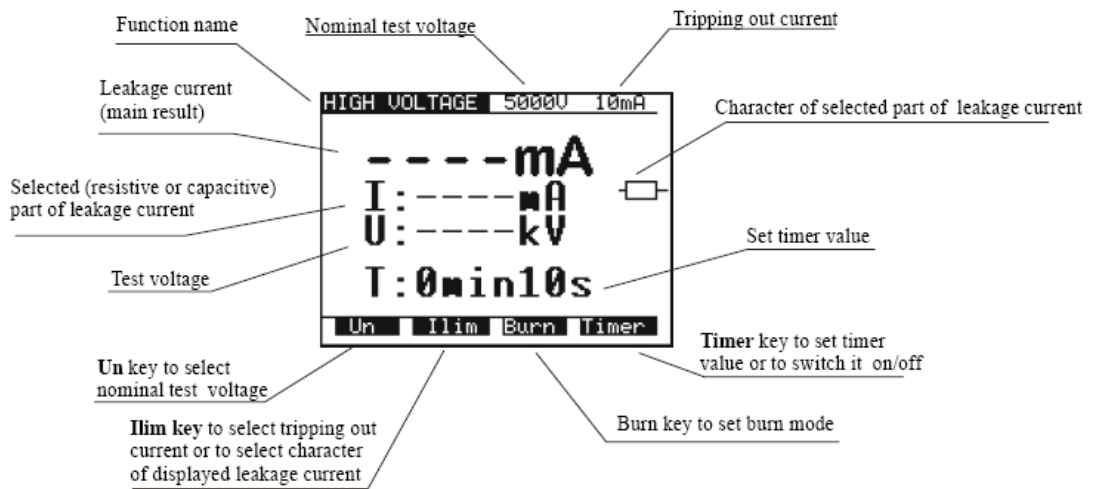 Function name
Nominal test voltage
Tripping out current
Leakage current
(main result)
HIGH VOLTAGE 5000V 10mA
Character of selected part of leakage current
----mA
Selected (resistive or capacitive)
part of leakage current
I:----mA
U:----kV
Set timer value
Test voltage
T:0min10s
Un Ilim Burn Timer
Un key to select
nominal test voltage
Timer key to set timer
value or to switch it on/off
Ilim key to select tripping out
current or to select character
of displayed leakage current
Burn key to set burn mode